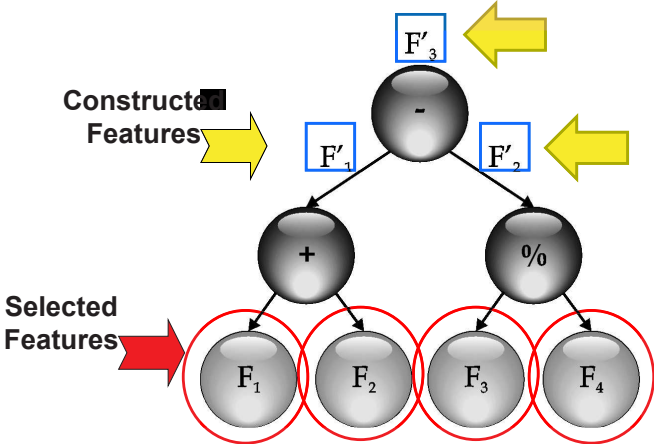 F′3
-
Constructed
Features
F′1
F′2
+
%
Selected
Features
F1
F2
F3
F4